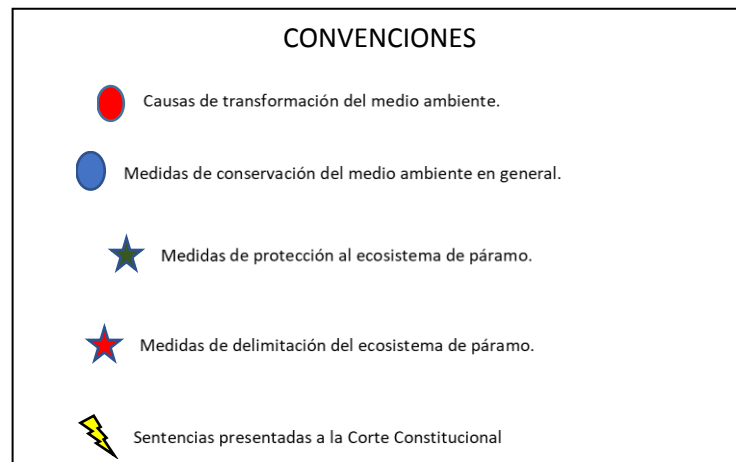 CONVENCIONES
Causas de transformación del medio ambiente.
Medidas de conservación del medio ambiente en general.
Medidas de protección al ecosistema de páramo.
Medidas de delimitación del ecosistema de páramo.
Sentencias presentadas a la Corte Constitucional